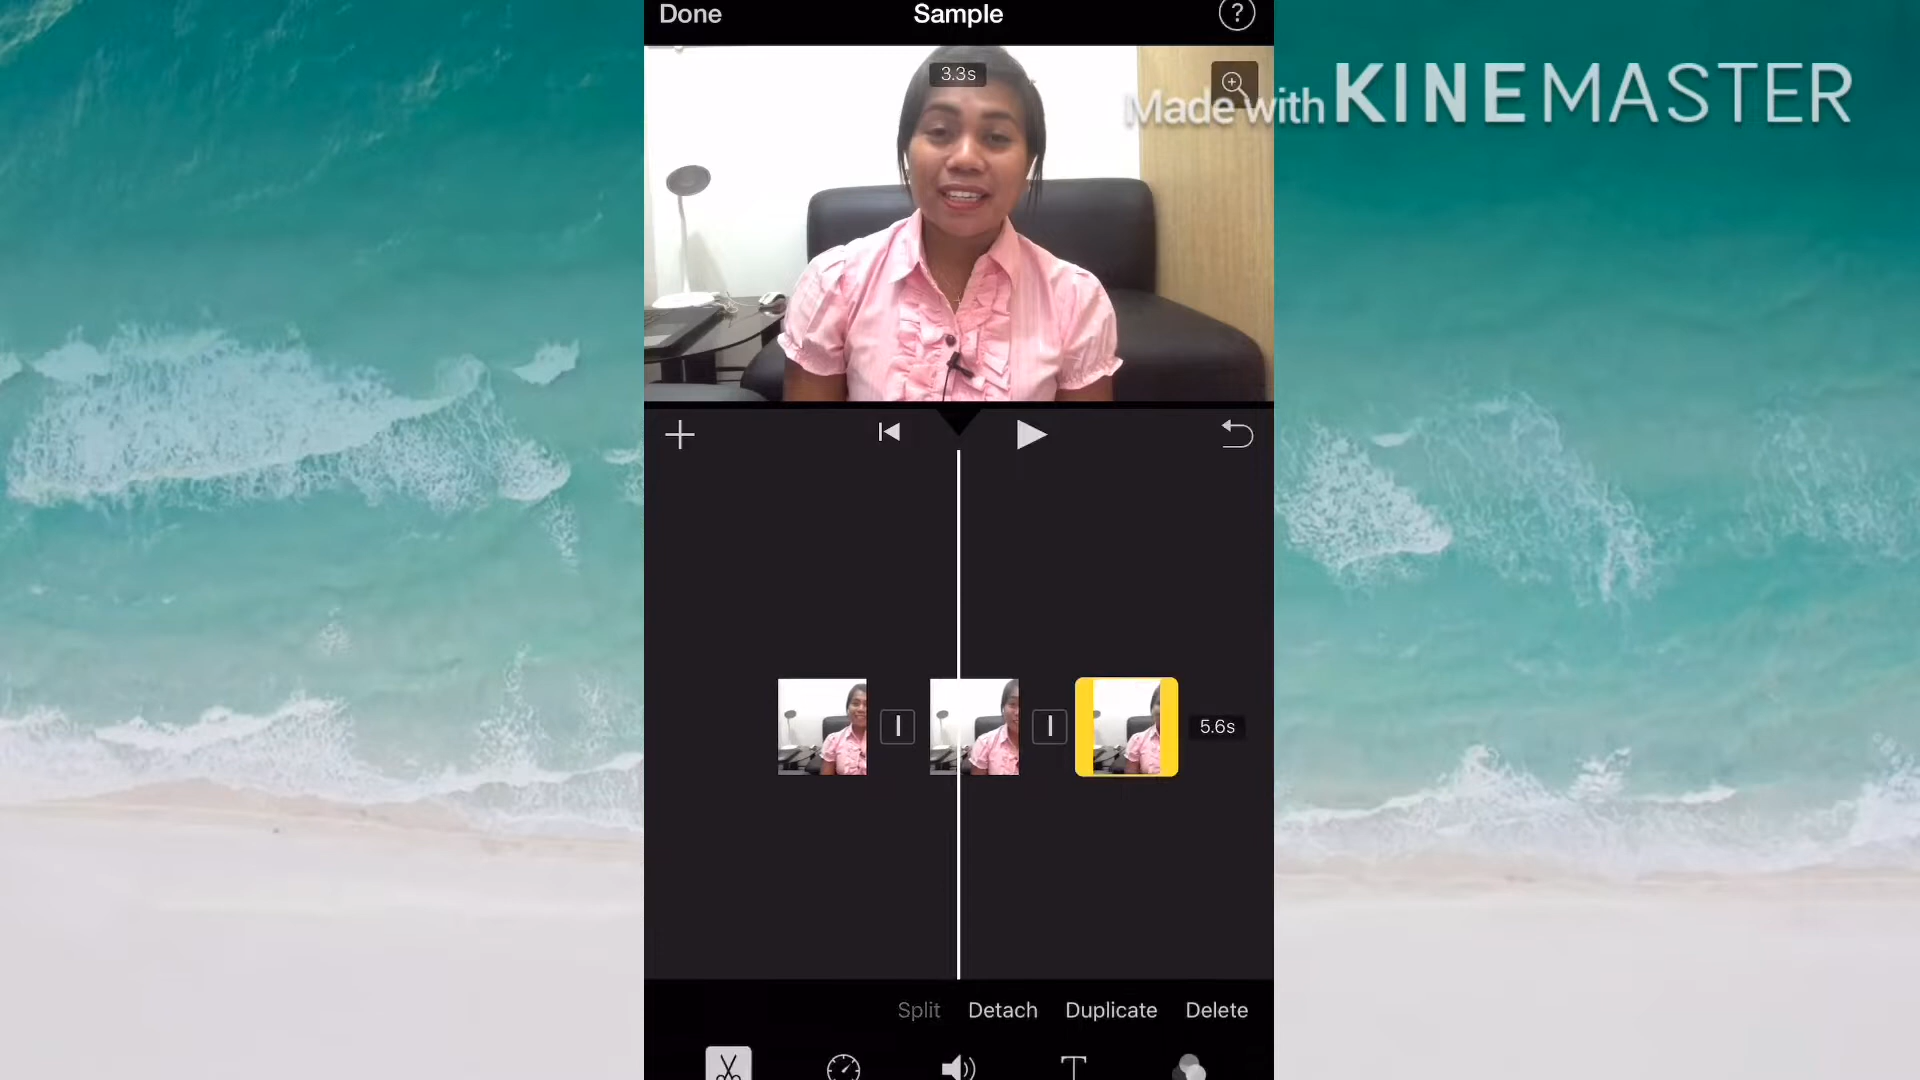 Done
Sample
?
3.3s
Made with KINEMASTER
5.6s
Split
Detach
Duplicate
Delete
T